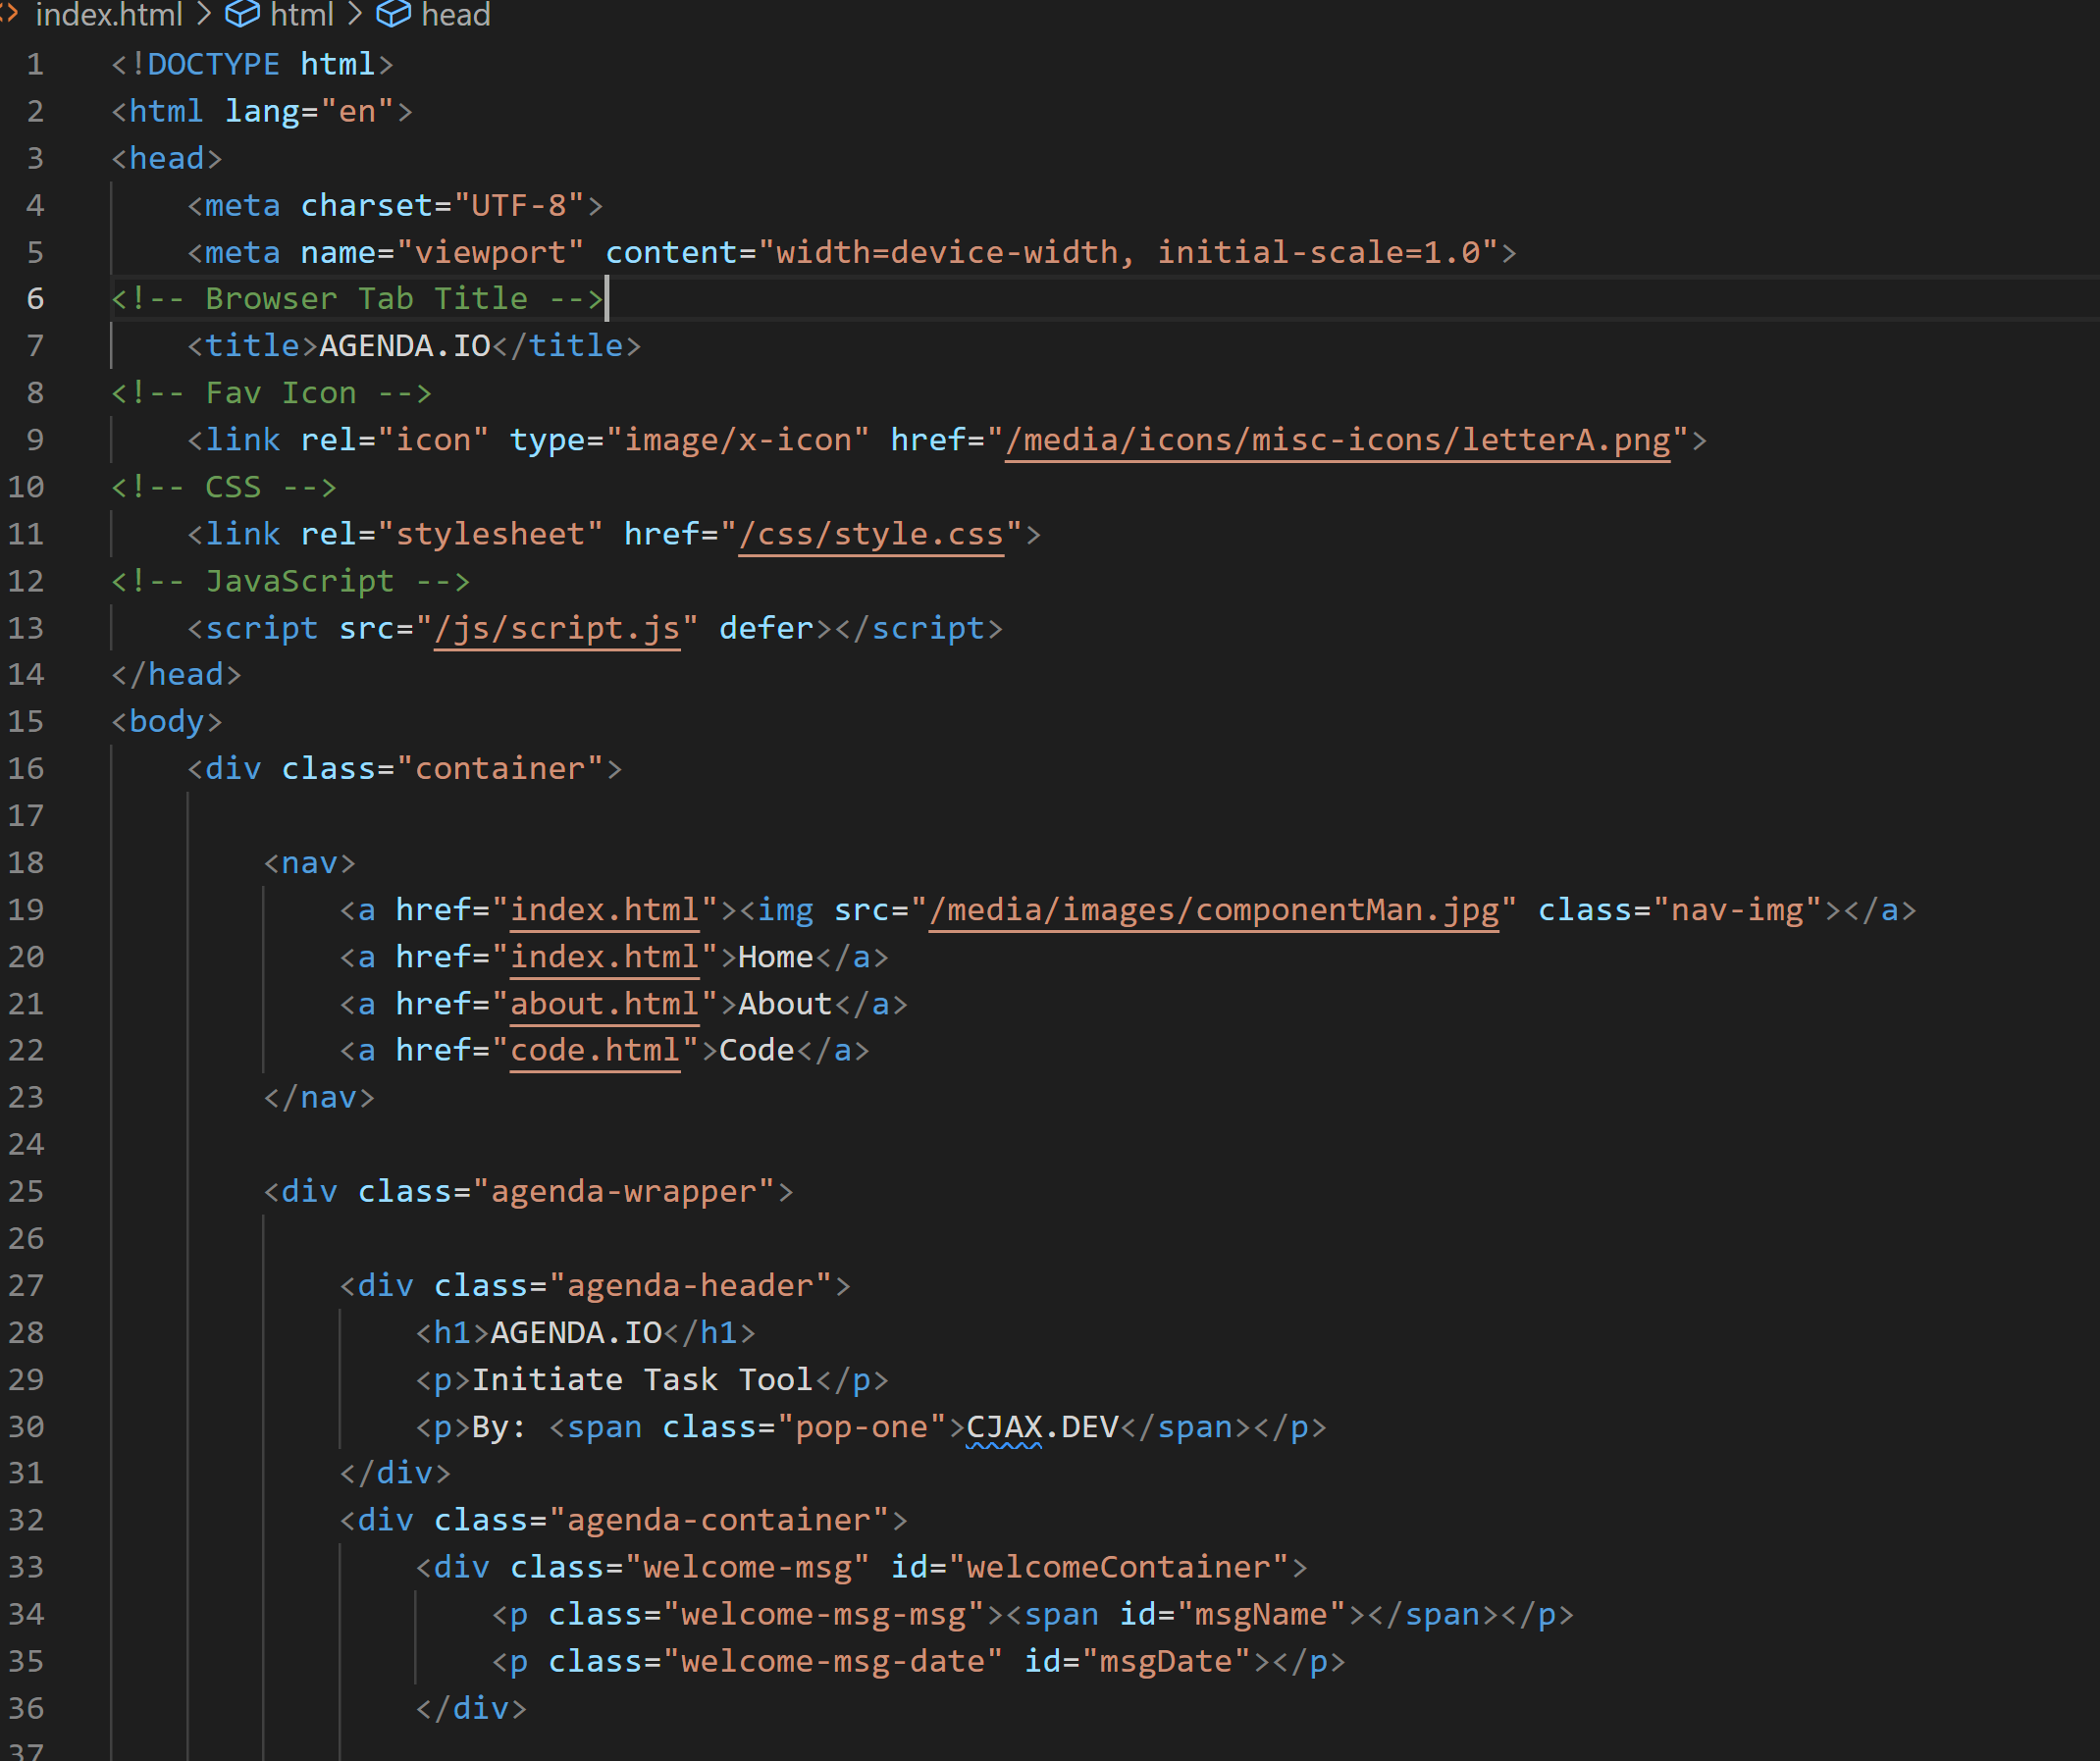 index.html > html > head
1 <!DOCTYPE html>
2 <html lang="en">
3 <head>
4     <meta charset="UTF-8">
5     <meta name="viewport" content="width=device-width, initial-scale=1.0">
6 <!-- Browser Tab Title -->
7     <title>AGENDA.IO</title>
8 <!-- Fav Icon -->
9     <link rel="icon" type="image/x-icon" href="/media/icons/misc-icons/letterA.png">
10 <!-- CSS -->
11     <link rel="stylesheet" href="/css/style.css">
12 <!-- JavaScript -->
13     <script src="/js/script.js" defer></script>
14 </head>
15 <body>
16     <div class="container">
17
18         <nav>
19             <a href="index.html"><img src="/media/images/componentMan.jpg" class="nav-img"></a>
20             <a href="index.html">Home</a>
21             <a href="about.html">About</a>
22             <a href="code.html">Code</a>
23         </nav>
24
25         <div class="agenda-wrapper">
26
27             <div class="agenda-header">
28                 <h1>AGENDA.IO</h1>
29                 <p>Initiate Task Tool</p>
30                 <p>By: <span class="pop-one">CJAX.DEV</span></p>
31             </div>
32             <div class="agenda-container">
33                 <div class="welcome-msg" id="welcomeContainer">
34                     <p class="welcome-msg-msg"><span id="msgName"></span></p>
35                     <p class="welcome-msg-date" id="msgDate"></p>
36                 </div>
37